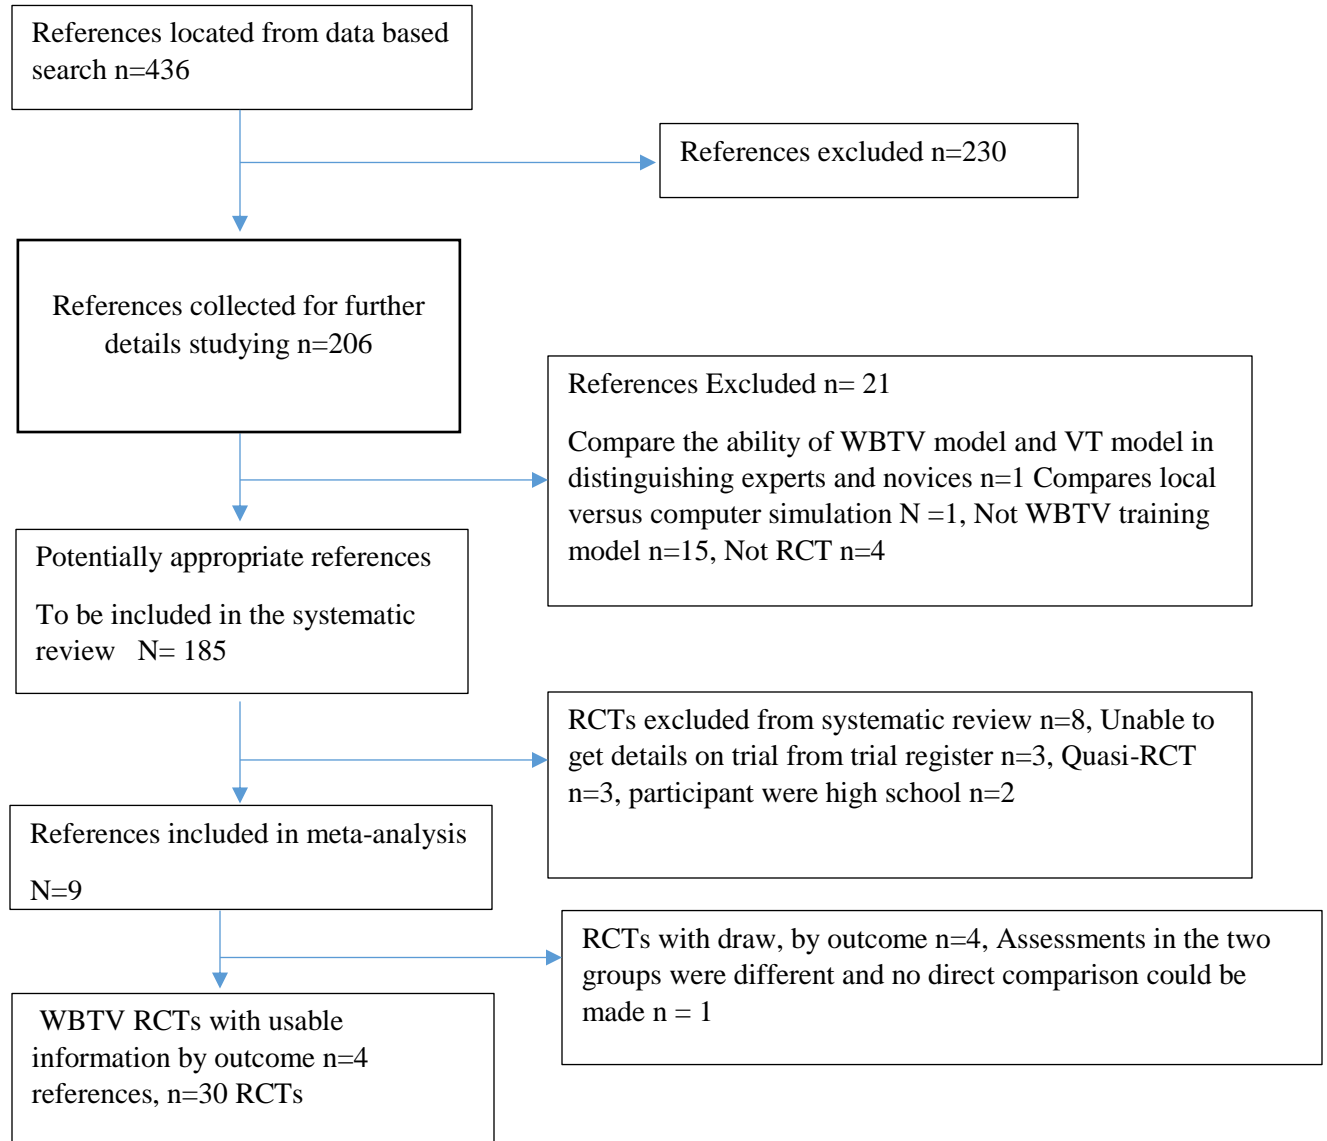 References located from data based
search n=436
References excluded n=230
References collected for further
details studying n=206
References Excluded n= 21
Compare the ability of WBTV model and VT model in
distinguishing experts and novices n=1 Compares local
versus computer simulation N =1, Not WBTV training
model n=15, Not RCT n=4
Potentially appropriate references
To be included in the systematic
review N= 185
RCTs excluded from systematic review n=8, Unable to
get details on trial from trial register n=3, Quasi-RCT
n=3, participant were high school n=2
References included in meta-analysis
N=9
RCTs with draw, by outcome n=4, Assessments in the two
groups were different and no direct comparison could be
made n = 1
WBTV RCTs with usable
information by outcome n=4
references, n=30 RCTs